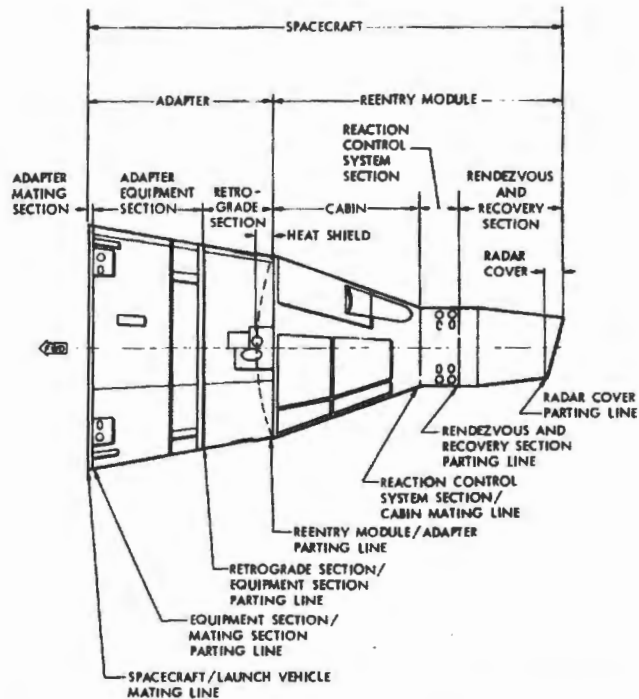 SPACECRAFT
ADAPTER
REENTRY MODULE
REACTION
CONTROL
SYSTEM
SECTION
RENDEZVOUS
AND
RECOVERY
SECTION
ADAPTER
MATING
SECTION
ADAPTER
EQUIPMENT
SECTION
RETRO-
GRADE
SECTION
CABIN
HEAT SHIELD
RADAR
COVER
RADAR COVER
PARTING LINE
RENDEZVOUS AND
RECOVERY SECTION
PARTING LINE
REACTION CONTROL
SYSTEM SECTION/
CABIN MATING LINE
REENTRY MODULE/ADAPTER
PARTING LINE
RETROGRADE SECTION/
EQUIPMENT SECTION
PARTING LINE
EQUIPMENT SECTION/
MATING SECTION
PARTING LINE
SPACECRAFT/LAUNCH VEHICLE
MATING LINE